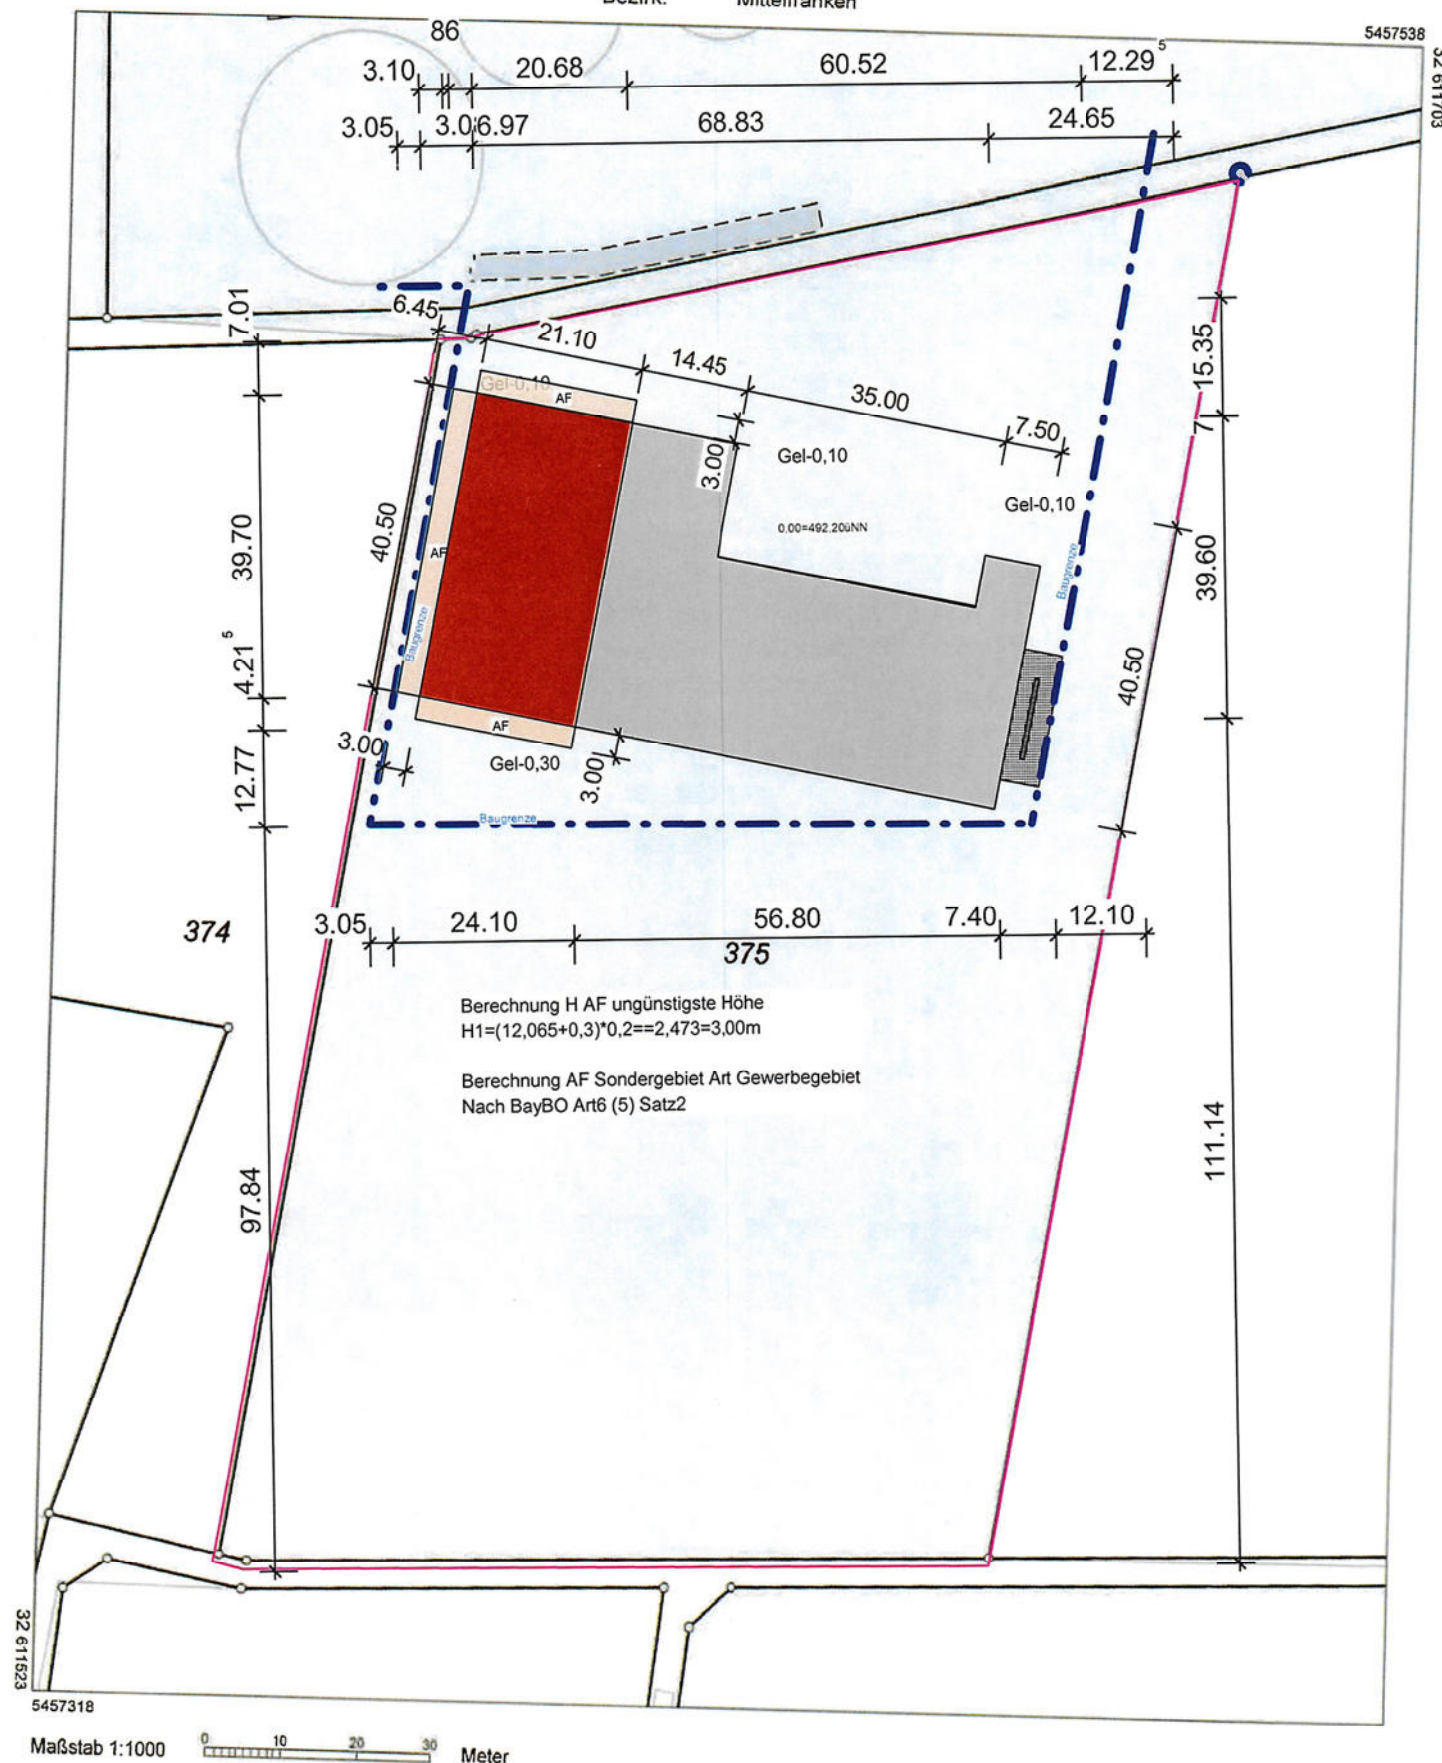 Bezirk: Mittelfranken
5457538
32 611703
86
3.10
20.68
60.52
12.29 5
3.05
3.0
6.97
68.83
24.65
7.01
6.45
21.10
14.45
35.00
7.50
15.35
7
Gel-0,10
AF
3.00
Gel-0,10
Gel-0,10
0.00=492.20üNN
39.70
40.50
AF
Baugrenze
Baugrenze
39.60
4.21 5
40.50
AF
3.00
Gel-0,30
3.00
12.77
Baugrenze
374
3.05
24.10
56.80
7.40
12.10
375
Berechnung H AF ungünstigste Höhe
H1=(12,065+0,3)*0,2==2,473=3,00m
Berechnung AF Sondergebiet Art Gewerbegebiet
Nach BayBO Art6 (5) Satz2
97.84
111.14
32 611523
5457318
Maßstab 1:1000
0 10 20 30
Meter